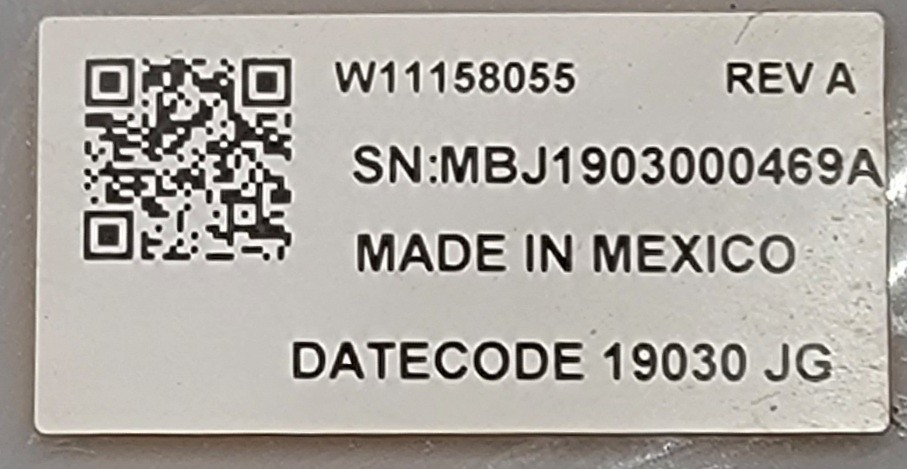 W11158055 REV A
SN:MBJ1903000469A
MADE IN MEXICO
DATECODE 19030 JG